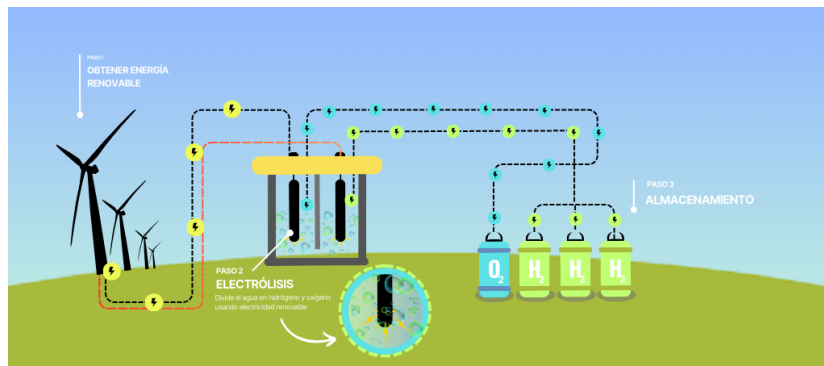 PASO 1
OBTENER ENERGÍA
RENOVABLE
PASO 2
ELECTRÓLISIS
Divide el agua en hidrógeno y oxígeno
usando electricidad renovable
PASO 3
ALMACENAMIENTO
O2 H2 H2 H2